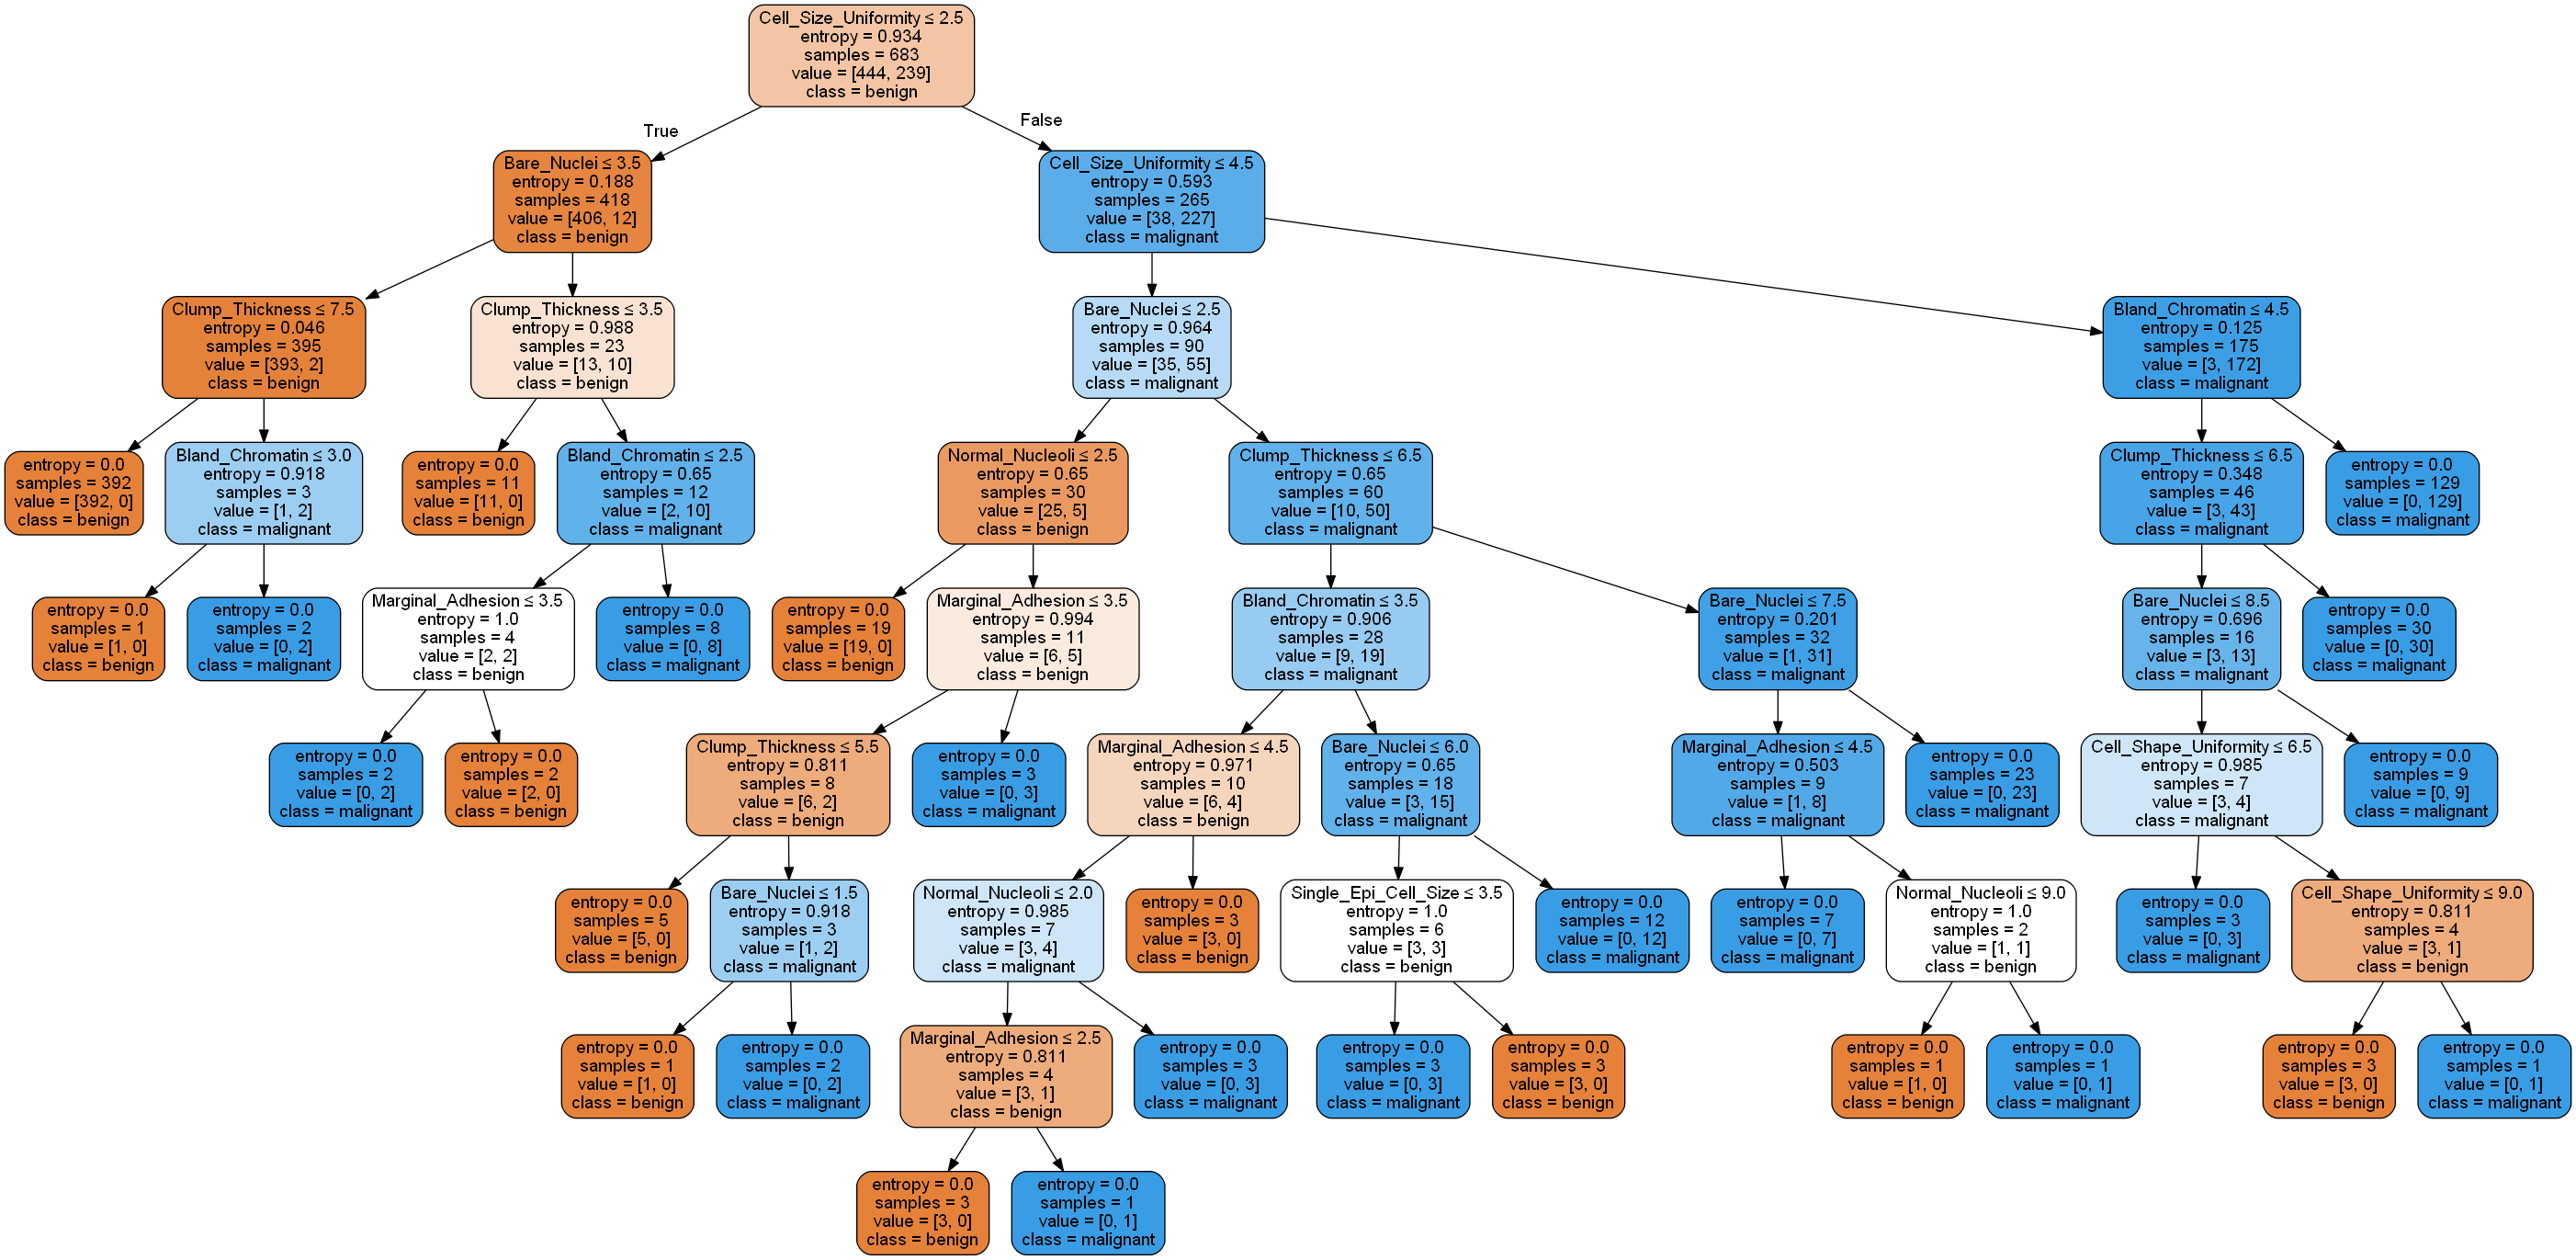 Cell_Size_Uniformity ≤ 2.5
entropy = 0.934
samples = 683
value = [444, 239]
class = benign
True
False
Bare_Nuclei ≤ 3.5
entropy = 0.188
samples = 418
value = [406, 12]
class = benign
Cell_Size_Uniformity ≤ 4.5
entropy = 0.593
samples = 265
value = [38, 227]
class = malignant
Clump_Thickness ≤ 7.5
entropy = 0.046
samples = 395
value = [393, 2]
class = benign
Clump_Thickness ≤ 3.5
entropy = 0.988
samples = 23
value = [13, 10]
class = benign
Bare_Nuclei ≤ 2.5
entropy = 0.964
samples = 90
value = [35, 55]
class = malignant
Bland_Chromatin ≤ 4.5
entropy = 0.125
samples = 175
value = [3, 172]
class = malignant
entropy = 0.0
samples = 392
value = [392, 0]
class = benign
Bland_Chromatin ≤ 3.0
entropy = 0.918
samples = 3
value = [1, 2]
class = malignant
entropy = 0.0
samples = 11
value = [11, 0]
class = benign
Bland_Chromatin ≤ 2.5
entropy = 0.65
samples = 12
value = [2, 10]
class = malignant
Normal_Nucleoli ≤ 2.5
entropy = 0.65
samples = 30
value = [25, 5]
class = benign
Clump_Thickness ≤ 6.5
entropy = 0.65
samples = 60
value = [10, 50]
class = malignant
Clump_Thickness ≤ 6.5
entropy = 0.348
samples = 46
value = [3, 43]
class = malignant
entropy = 0.0
samples = 129
value = [0, 129]
class = malignant
entropy = 0.0
samples = 1
value = [1, 0]
class = benign
entropy = 0.0
samples = 2
value = [0, 2]
class = malignant
Marginal_Adhesion ≤ 3.5
entropy = 1.0
samples = 4
value = [2, 2]
class = benign
entropy = 0.0
samples = 8
value = [0, 8]
class = malignant
entropy = 0.0
samples = 19
value = [19, 0]
class = benign
Marginal_Adhesion ≤ 3.5
entropy = 0.994
samples = 11
value = [6, 5]
class = benign
Bland_Chromatin ≤ 3.5
entropy = 0.906
samples = 28
value = [9, 19]
class = malignant
Bare_Nuclei ≤ 7.5
entropy = 0.201
samples = 32
value = [1, 31]
class = malignant
Bare_Nuclei ≤ 8.5
entropy = 0.696
samples = 16
value = [3, 13]
class = malignant
entropy = 0.0
samples = 30
value = [0, 30]
class = malignant
entropy = 0.0
samples = 2
value = [0, 2]
class = malignant
entropy = 0.0
samples = 2
value = [2, 0]
class = benign
Clump_Thickness ≤ 5.5
entropy = 0.811
samples = 8
value = [6, 2]
class = benign
entropy = 0.0
samples = 3
value = [0, 3]
class = malignant
Marginal_Adhesion ≤ 4.5
entropy = 0.971
samples = 10
value = [6, 4]
class = benign
Bare_Nuclei ≤ 6.0
entropy = 0.65
samples = 18
value = [3, 15]
class = malignant
Marginal_Adhesion ≤ 4.5
entropy = 0.503
samples = 9
value = [1, 8]
class = malignant
entropy = 0.0
samples = 23
value = [0, 23]
class = malignant
Cell_Shape_Uniformity ≤ 6.5
entropy = 0.985
samples = 7
value = [3, 4]
class = malignant
entropy = 0.0
samples = 9
value = [0, 9]
class = malignant
entropy = 0.0
samples = 5
value = [5, 0]
class = benign
Bare_Nuclei ≤ 1.5
entropy = 0.918
samples = 3
value = [1, 2]
class = malignant
Normal_Nucleoli ≤ 2.0
entropy = 0.985
samples = 7
value = [3, 4]
class = malignant
entropy = 0.0
samples = 3
value = [3, 0]
class = benign
Single_Epi_Cell_Size ≤ 3.5
entropy = 1.0
samples = 6
value = [3, 3]
class = benign
entropy = 0.0
samples = 12
value = [0, 12]
class = malignant
entropy = 0.0
samples = 7
value = [0, 7]
class = malignant
Normal_Nucleoli ≤ 9.0
entropy = 1.0
samples = 2
value = [1, 1]
class = benign
entropy = 0.0
samples = 3
value = [0, 3]
class = malignant
Cell_Shape_Uniformity ≤ 9.0
entropy = 0.811
samples = 4
value = [3, 1]
class = benign
entropy = 0.0
samples = 1
value = [1, 0]
class = benign
entropy = 0.0
samples = 2
value = [0, 2]
class = malignant
Marginal_Adhesion ≤ 2.5
entropy = 0.811
samples = 4
value = [3, 1]
class = benign
entropy = 0.0
samples = 3
value = [0, 3]
class = malignant
entropy = 0.0
samples = 3
value = [0, 3]
class = malignant
entropy = 0.0
samples = 3
value = [3, 0]
class = benign
entropy = 0.0
samples = 1
value = [1, 0]
class = benign
entropy = 0.0
samples = 1
value = [0, 1]
class = malignant
entropy = 0.0
samples = 3
value = [3, 0]
class = benign
entropy = 0.0
samples = 1
value = [0, 1]
class = malignant
entropy = 0.0
samples = 3
value = [3, 0]
class = benign
entropy = 0.0
samples = 1
value = [0, 1]
class = malignant